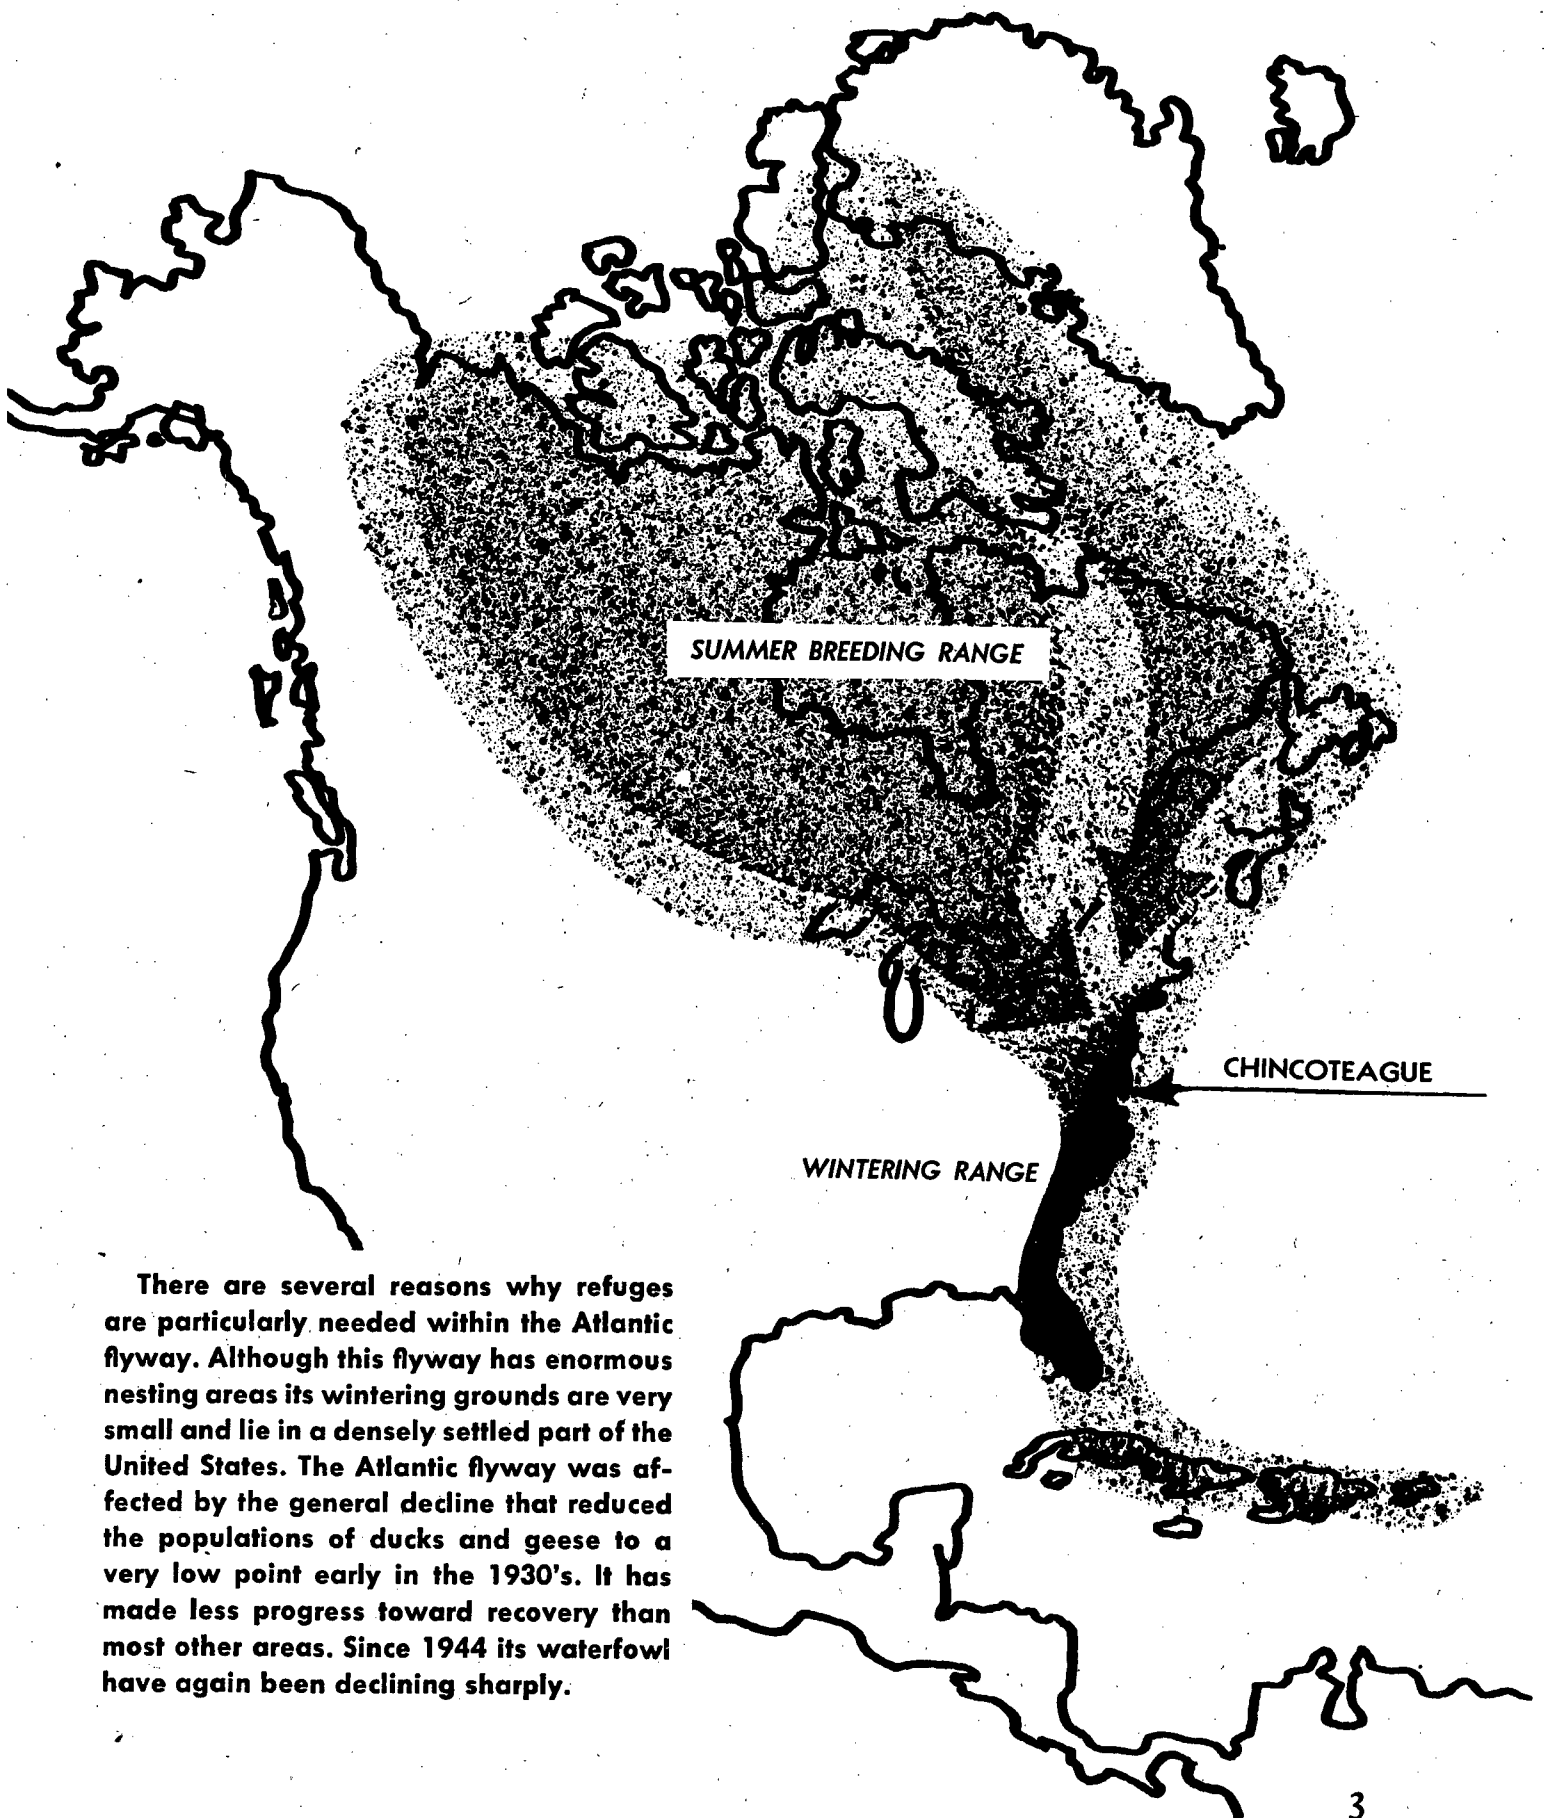 SUMMER BREEDING RANGE
CHINCOTEAGUE
WINTERING RANGE
There are several reasons why refuges
are particularly needed within the Atlantic
flyway. Although this flyway has enormous
nesting areas its wintering grounds are very
small and lie in a densely settled part of the
United States. The Atlantic flyway was af-
fected by the general decline that reduced
the populations of ducks and geese to a
very low point early in the 1930's. It has
made less progress toward recovery than
most other areas. Since 1944 its waterfowl
have again been declining sharply.
3